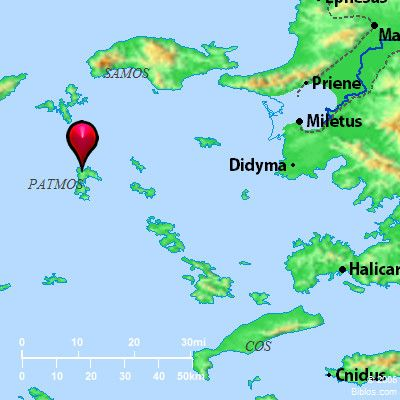 Ephesus
Ma
SAMOS
Priene
Miletus
Didyma
PATMOS
Halicar
COS
Cnidus
0 10 20 30mi
0 10 20 30 40 50km
© 2008
Biblos.com